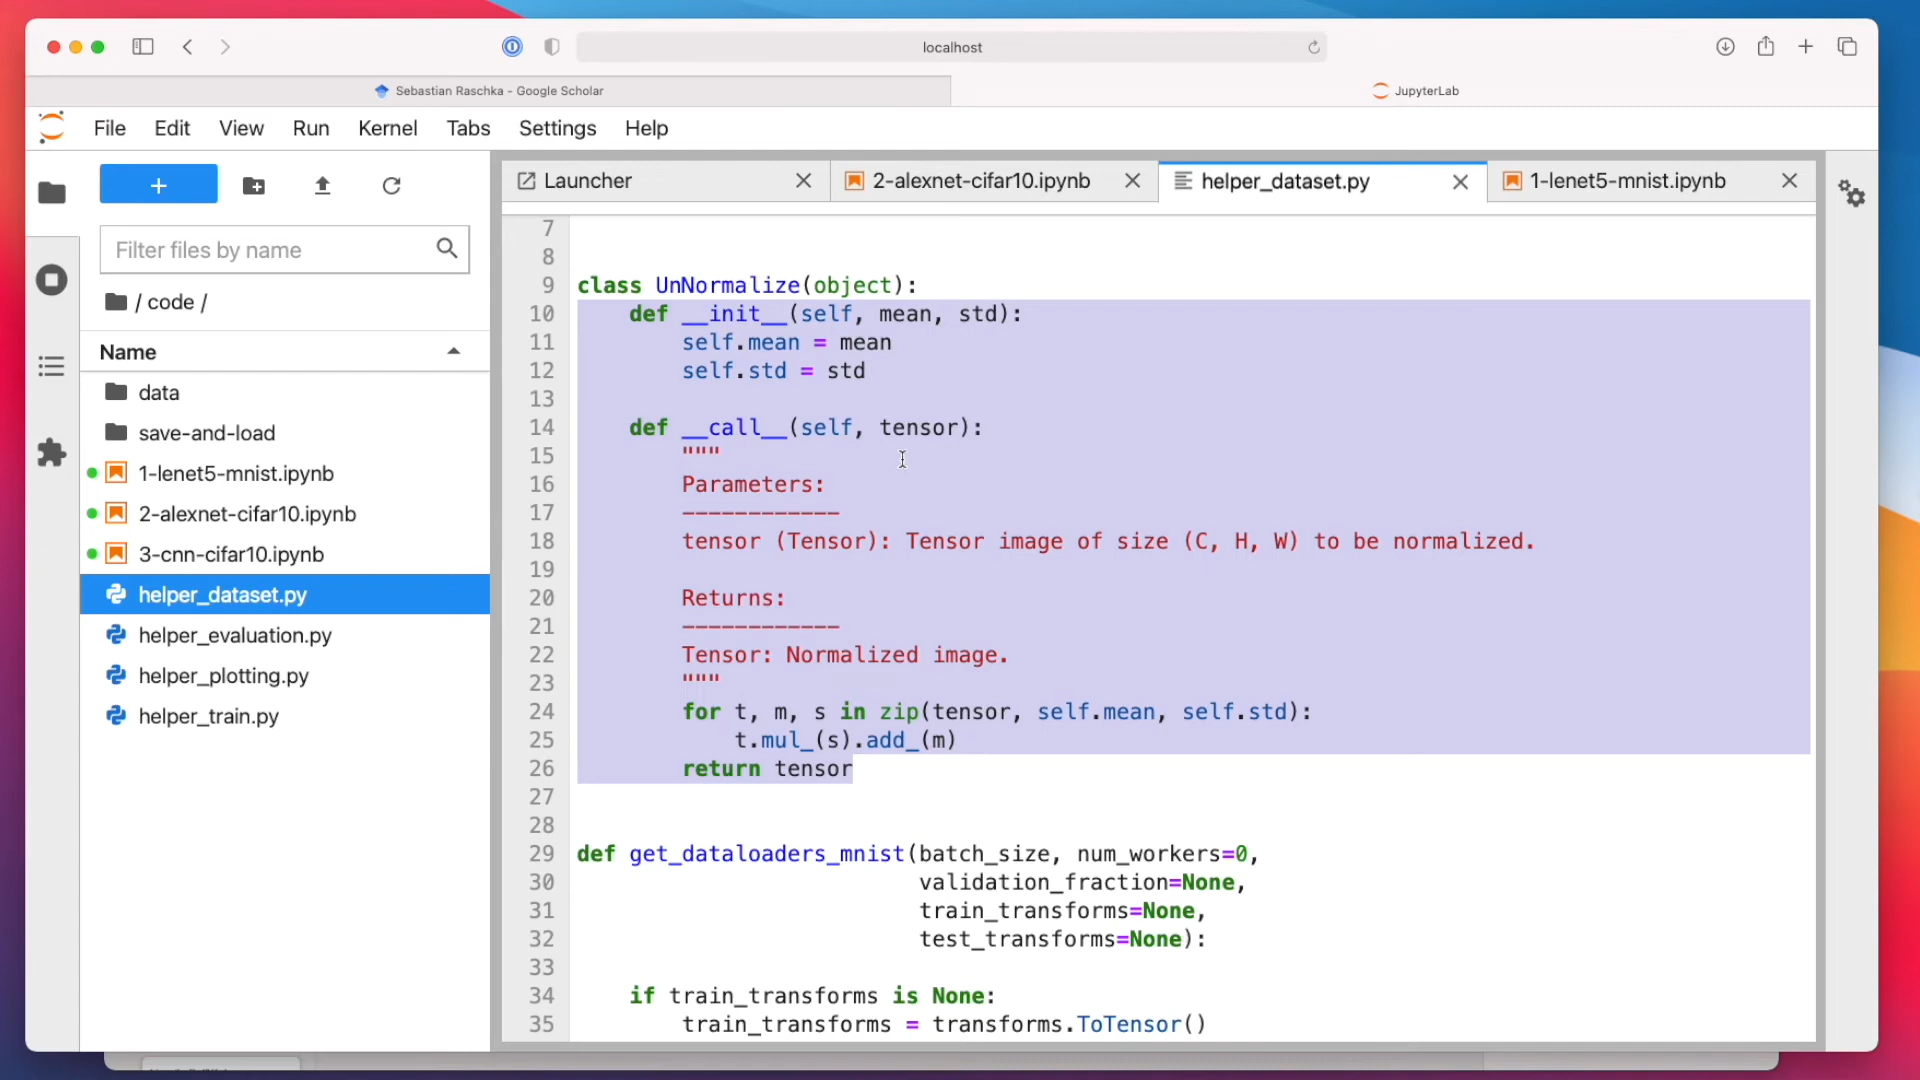 localhost
Sebastian Raschka - Google Scholar
JupyterLab
File Edit View Run Kernel Tabs Settings Help
+
Launcher
2-alexnet-cifar10.ipynb
helper_dataset.py
1-lenet5-mnist.ipynb
Filter files by name
/ code /
Name
data
save-and-load
1-lenet5-mnist.ipynb
2-alexnet-cifar10.ipynb
3-cnn-cifar10.ipynb
helper_dataset.py
helper_evaluation.py
helper_plotting.py
helper_train.py
7
8
9 class UnNormalize(object):
10     def __init__(self, mean, std):
11         self.mean = mean
12         self.std = std
13
14     def __call__(self, tensor):
15         """
16         Parameters:
17         ------------
18         tensor (Tensor): Tensor image of size (C, H, W) to be normalized.
19
20         Returns:
21         ------------
22         Tensor: Normalized image.
23         """
24         for t, m, s in zip(tensor, self.mean, self.std):
25             t.mul_(s).add_(m)
26         return tensor
27
28
29 def get_dataloaders_mnist(batch_size, num_workers=0,
30                           validation_fraction=None,
31                           train_transforms=None,
32                           test_transforms=None):
33
34     if train_transforms is None:
35         train_transforms = transforms.ToTensor()